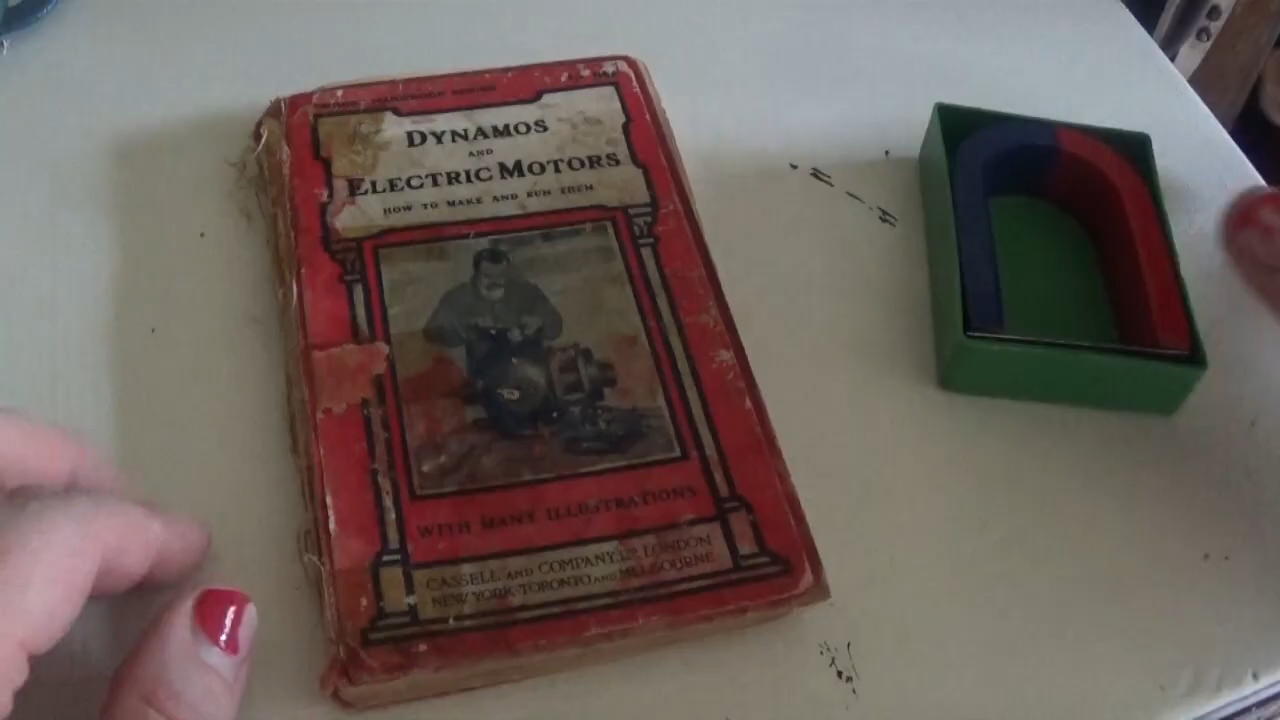 DYNAMOS
AND
ELECTRIC MOTORS
HOW TO MAKE AND RUN THEM
WITH MANY ILLUSTRATIONS
CASSELL AND COMPANY, LTD LONDON
NEW YORK, TORONTO AND MELBOURNE